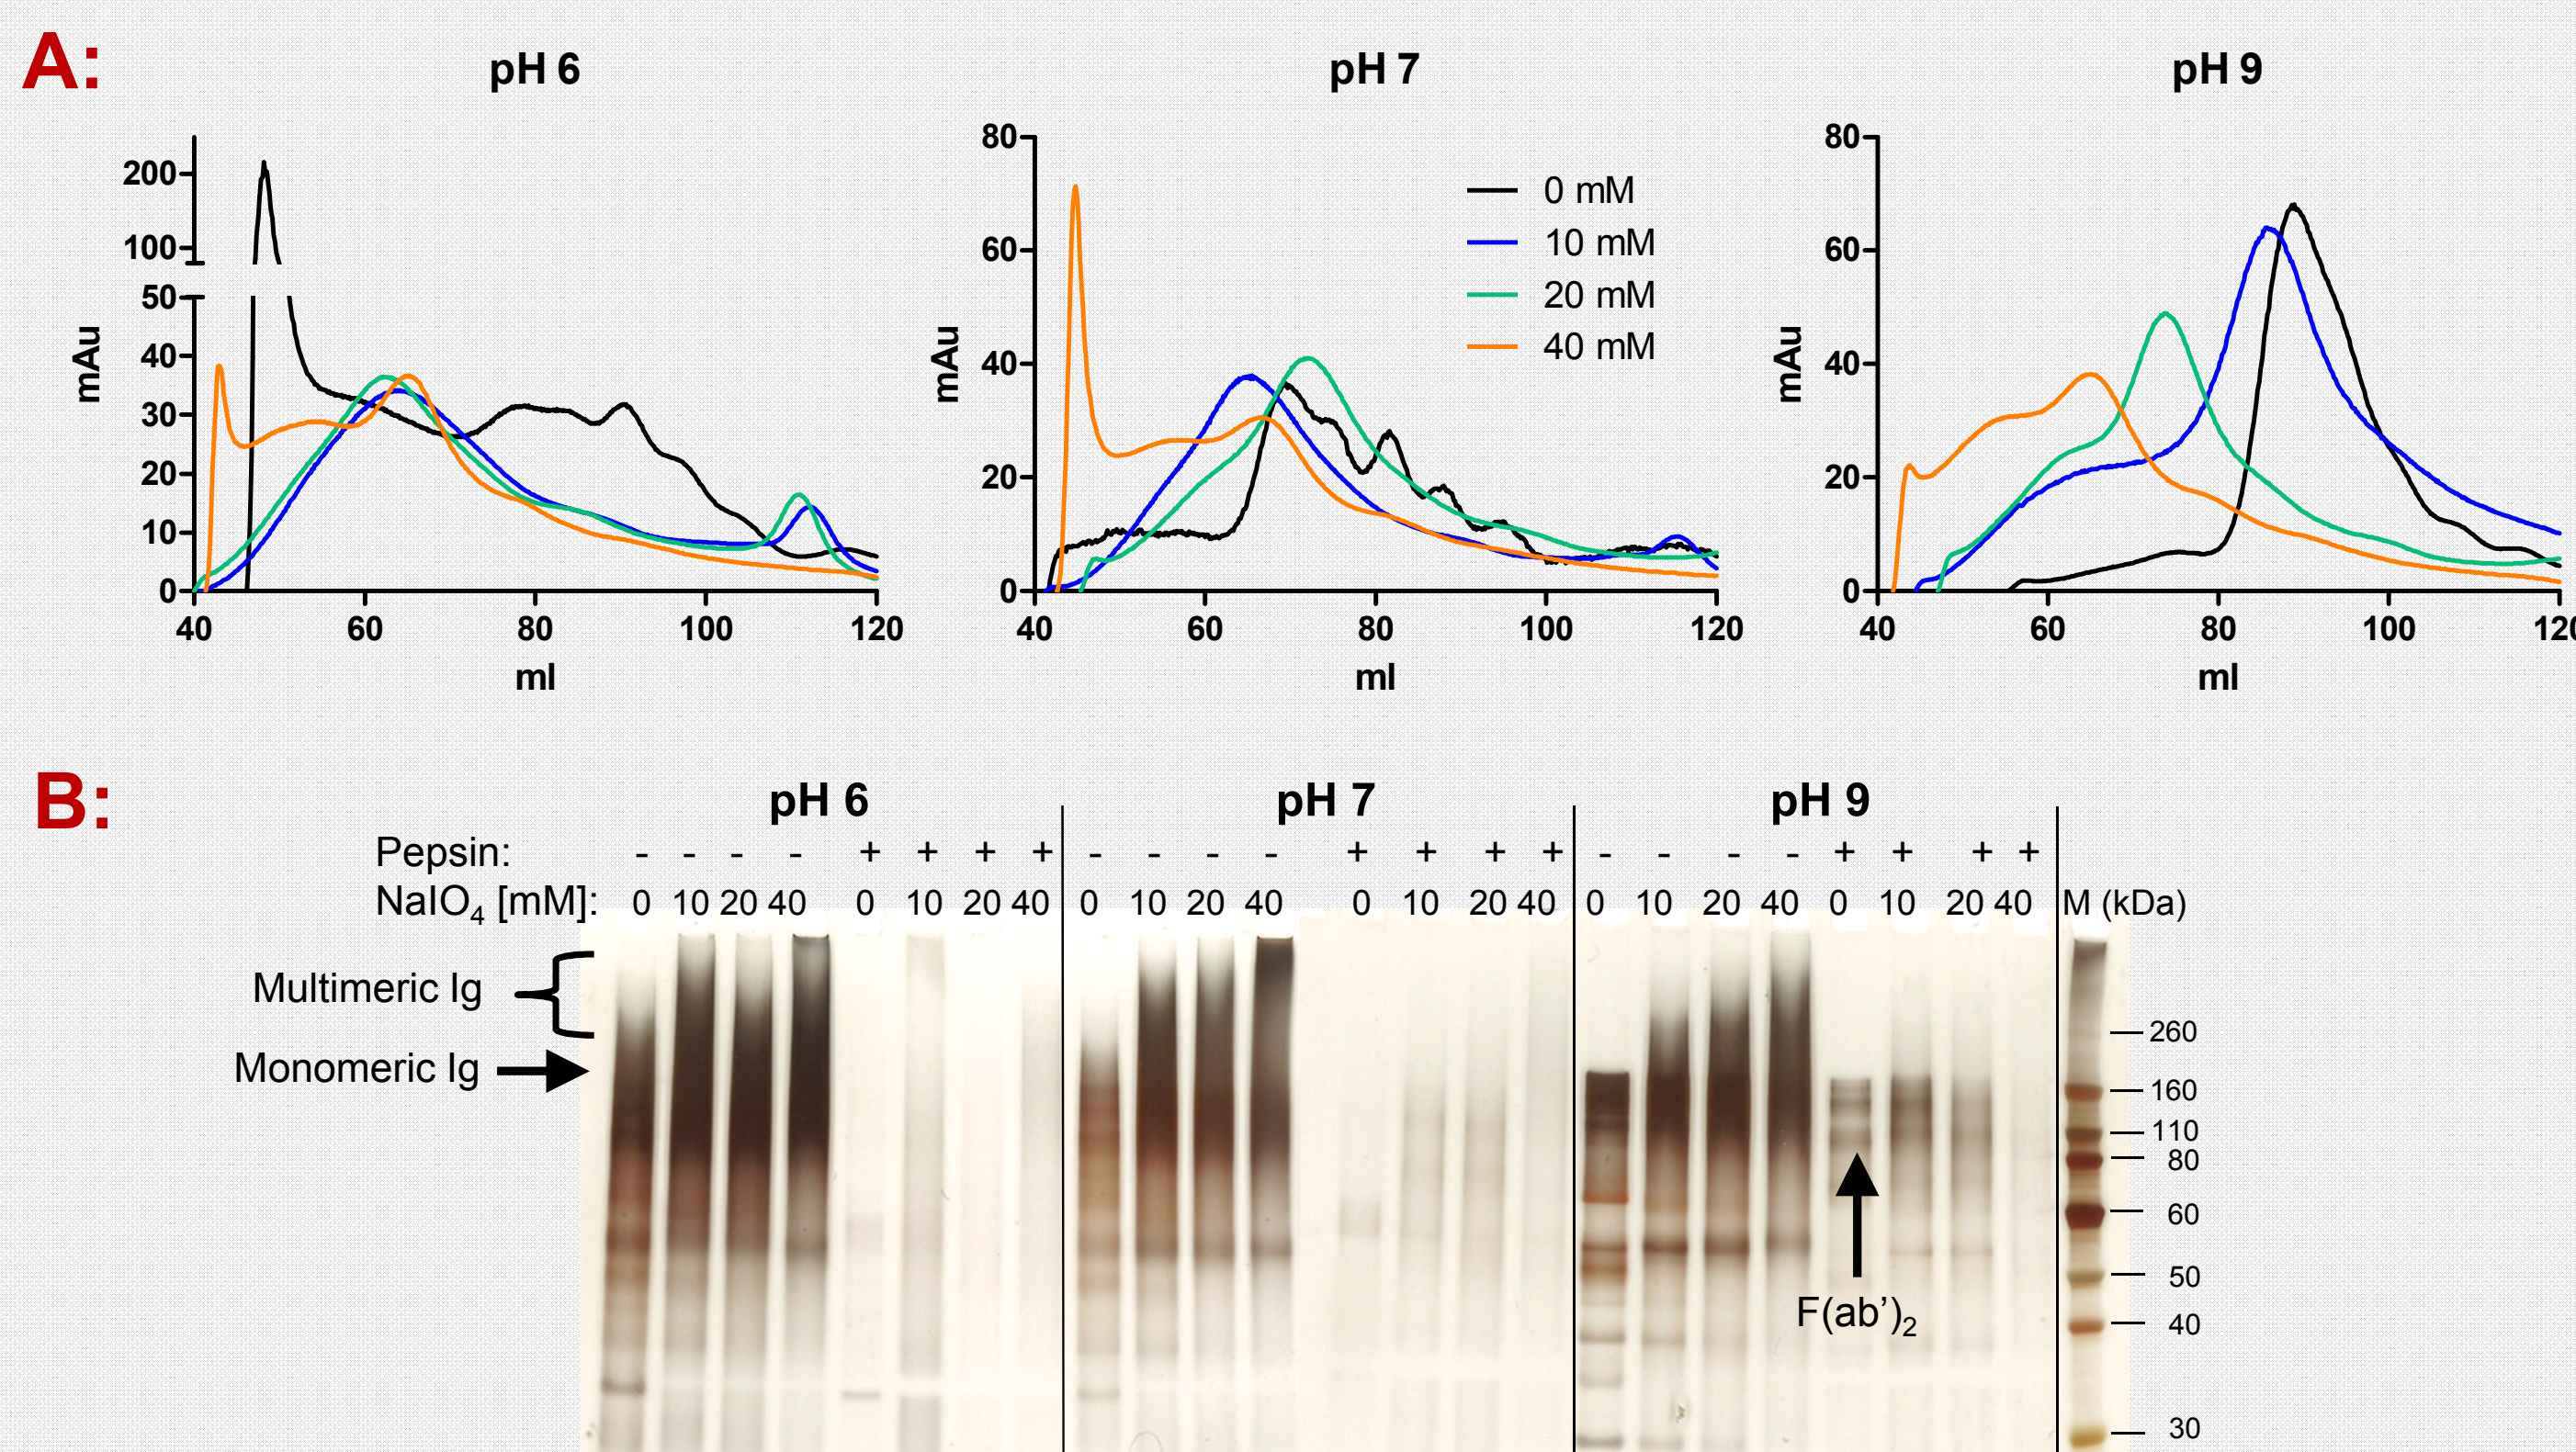 A:
pH 6
pH 7
pH 9
200
100
50
40
30
20
10
0
mAu
40 60 80 100 120
ml
80
60
40
20
0
mAu
40 60 80 100 120
ml
0 mM
10 mM
20 mM
40 mM
80
60
40
20
0
mAu
40 60 80 100 120
ml
B:
pH 6
pH 7
pH 9
Pepsin: - - - - + + + + - - - - + + + + - - - - + + + +
NaIO4 [mM]: 0 10 20 40 0 10 20 40 0 10 20 40 0 10 20 40 0 10 20 40 0 10 20 40 M (kDa)
Multimeric Ig
Monomeric Ig
260
160
110
80
60
50
40
30
F(ab’)2